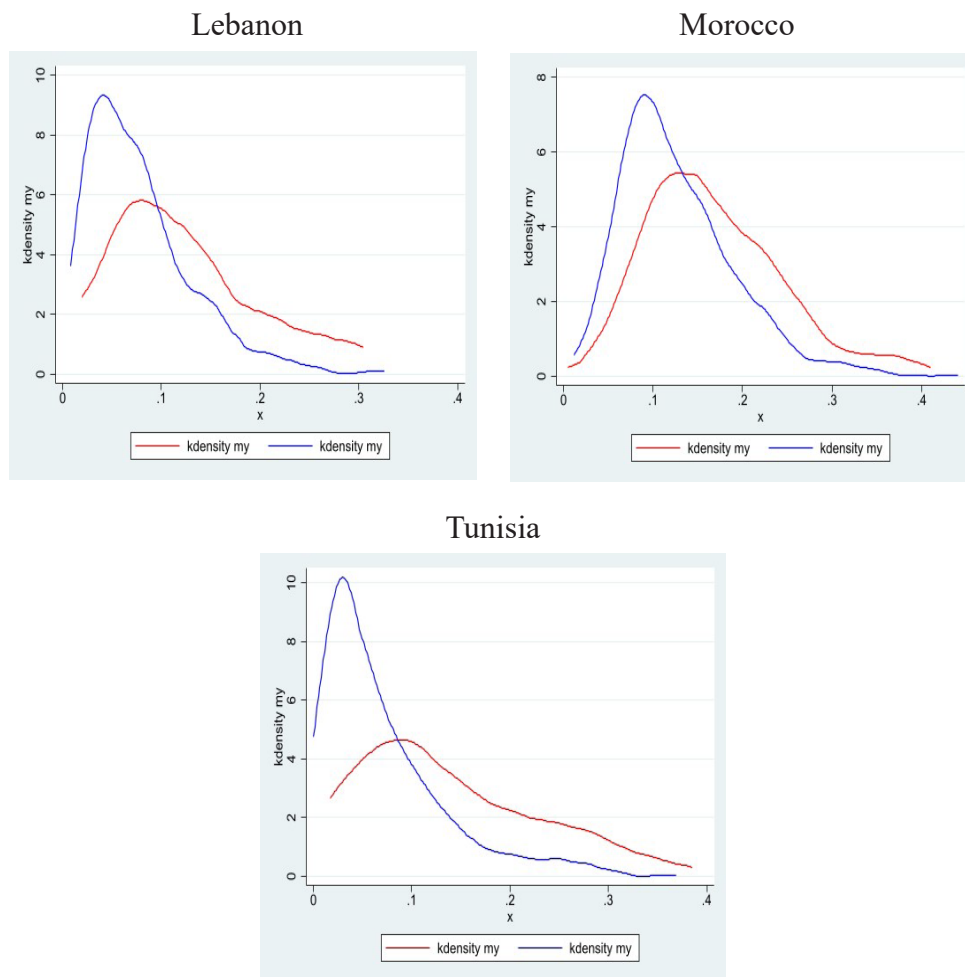 Lebanon
kdensity my
0 2 4 6 8 10
0 .1 .2 .3 .4
x
kdensity my kdensity my
Morocco
kdensity my
0 2 4 6 8
0 .1 .2 .3 .4
x
kdensity my kdensity my
Tunisia
kdensity my
0 2 4 6 8 10
0 .1 .2 .3 .4
x
kdensity my kdensity my